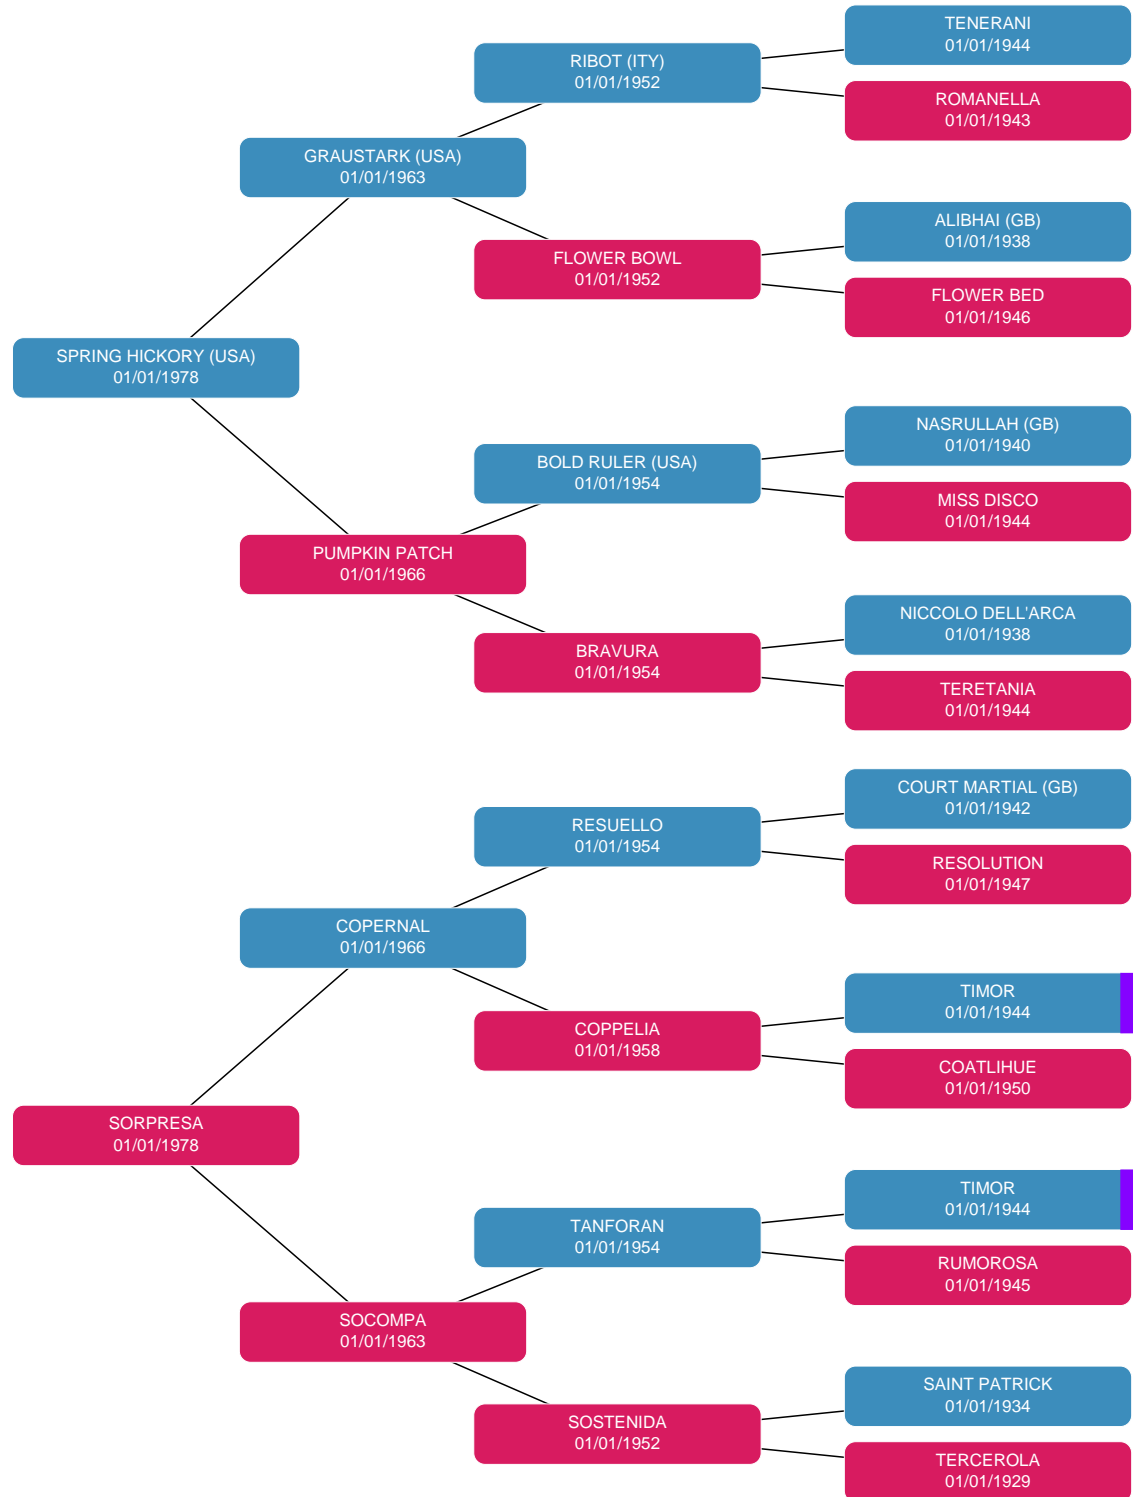 TENERANI
01/01/1944
RIBOT (ITY)
01/01/1952
ROMANELLA
01/01/1943
GRAUSTARK (USA)
01/01/1963
ALIBHAI (GB)
01/01/1938
FLOWER BOWL
01/01/1952
FLOWER BED
01/01/1946
SPRING HICKORY (USA)
01/01/1978
NASRULLAH (GB)
01/01/1940
BOLD RULER (USA)
01/01/1954
MISS DISCO
01/01/1944
PUMPKIN PATCH
01/01/1966
NICCOLO DELL'ARCA
01/01/1938
BRAVURA
01/01/1954
TERETANIA
01/01/1944
COURT MARTIAL (GB)
01/01/1942
RESUELLO
01/01/1954
RESOLUTION
01/01/1947
COPERNAL
01/01/1966
TIMOR
01/01/1944
COPPELIA
01/01/1958
COATLIHUE
01/01/1950
SORPRESA
01/01/1978
TIMOR
01/01/1944
TANFORAN
01/01/1954
RUMOROSA
01/01/1945
SOCOMPA
01/01/1963
SAINT PATRICK
01/01/1934
SOSTENIDA
01/01/1952
TERCEROLA
01/01/1929